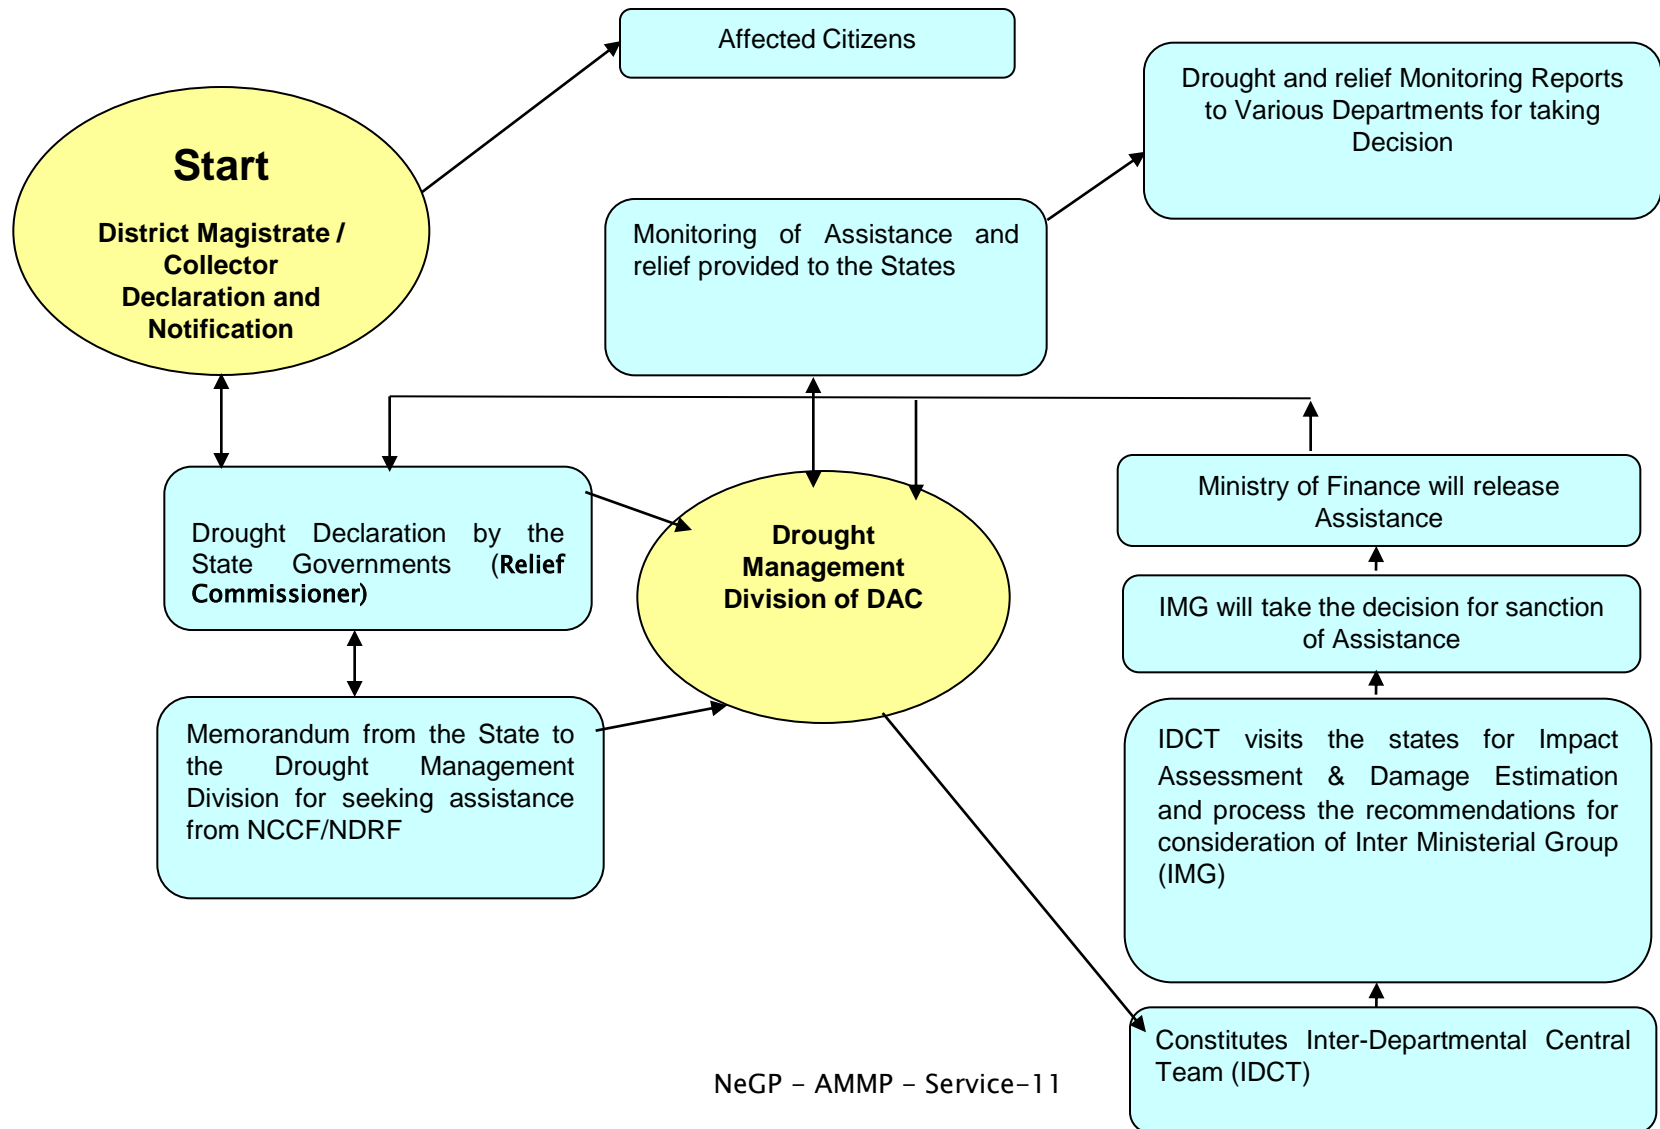 Affected Citizens
Drought and relief Monitoring Reports
to Various Departments for taking
Decision
Start
District Magistrate /
Collector
Declaration and
Notification
Monitoring of Assistance and
relief provided to the States
Drought Declaration by the
State Governments (Relief
Commissioner)
Drought
Management
Division of DAC
Ministry of Finance will release
Assistance
IMG will take the decision for sanction
of Assistance
Memorandum from the State to
the Drought Management
Division for seeking assistance
from NCCF/NDRF
IDCT visits the states for Impact
Assessment & Damage Estimation
and process the recommendations for
consideration of Inter Ministerial Group
(IMG)
Constitutes Inter-Departmental Central
Team (IDCT)
NeGP – AMMP – Service-11